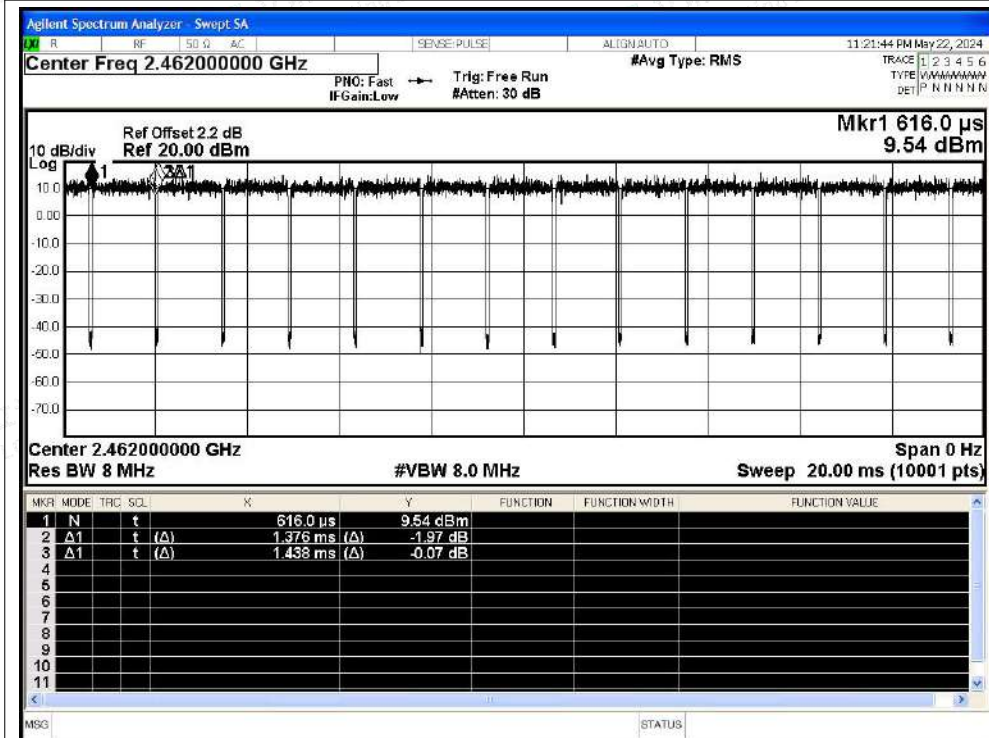 Agilent Spectrum Analyzer - Swept SA
LXI R RF 50 Ω AC SENSE:PULSE ALIGN AUTO 11:21:44 PM May 22, 2024
Center Freq 2.462000000 GHz #Avg Type: RMS TRACE 1 2 3 4 5 6
PNO: Fast Trig: Free Run TYPE
IFGain:Low #Atten: 30 dB DET P N N N N N
Mkr1 616.0 µs
Ref Offset 2.2 dB 9.54 dBm
10 dB/div Ref 20.00 dBm
Log
1 3Δ1
10.0
0.00
-10.0
-20.0
-30.0
-40.0
-50.0
-60.0
-70.0
Center 2.462000000 GHz Span 0 Hz
Res BW 8 MHz #VBW 8.0 MHz Sweep 20.00 ms (10001 pts)
MKR MODE TRC SCL X Y FUNCTION FUNCTION WIDTH FUNCTION VALUE
1 N t 616.0 µs 9.54 dBm
2 Δ1 t (Δ) 1.376 ms (Δ) -1.97 dB
3 Δ1 t (Δ) 1.438 ms (Δ) -0.07 dB
4
5
6
7
8
9
10
11
MSG STATUS